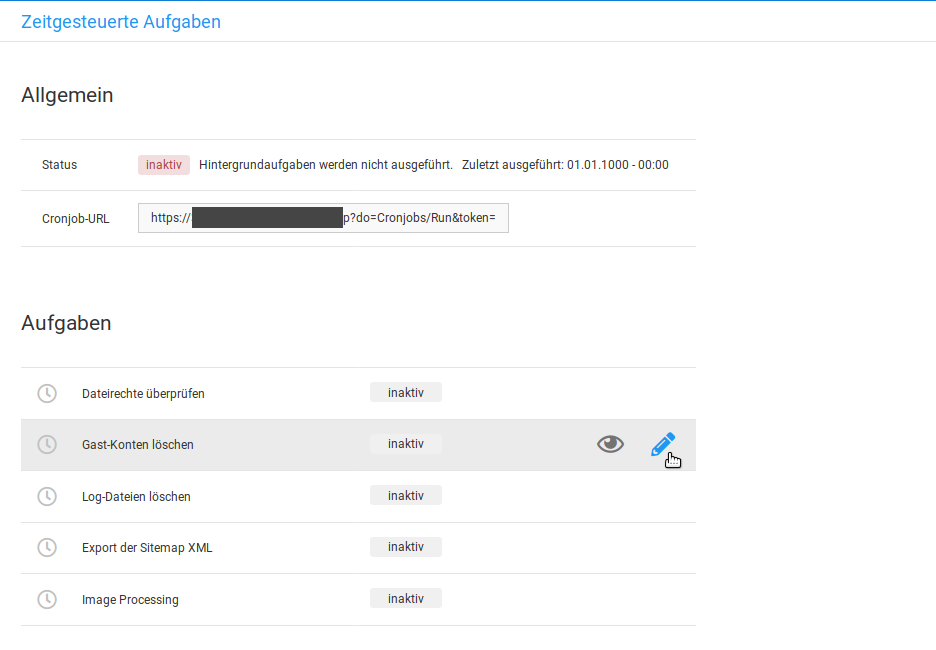 Zeitgesteuerte Aufgaben
Allgemein
Status inaktiv Hintergrundaufgaben werden nicht ausgeführt. Zuletzt ausgeführt: 01.01.1000 - 00:00
Cronjob-URL https:// p?do=Cronjobs/Run&token=
Aufgaben
Dateirechte überprüfen inaktiv
Gast-Konten löschen inaktiv
Log-Dateien löschen inaktiv
Export der Sitemap XML inaktiv
Image Processing inaktiv